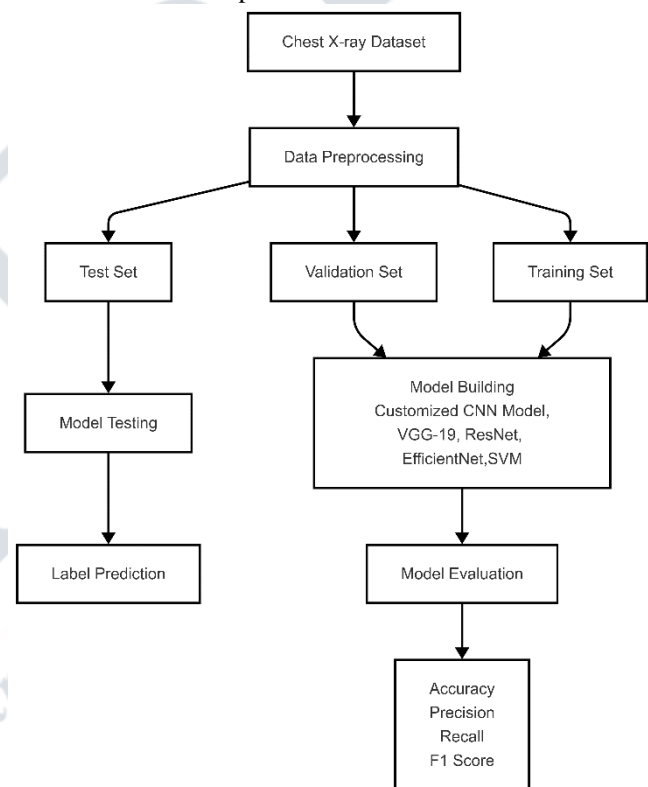 Chest X-ray Dataset
Data Preprocessing
Test Set
Validation Set
Training Set
Model Testing
Model Building
Customized CNN Model,
VGG-19, ResNet,
EfficientNet,SVM
Label Prediction
Model Evaluation
Accuracy
Precision
Recall
F1 Score